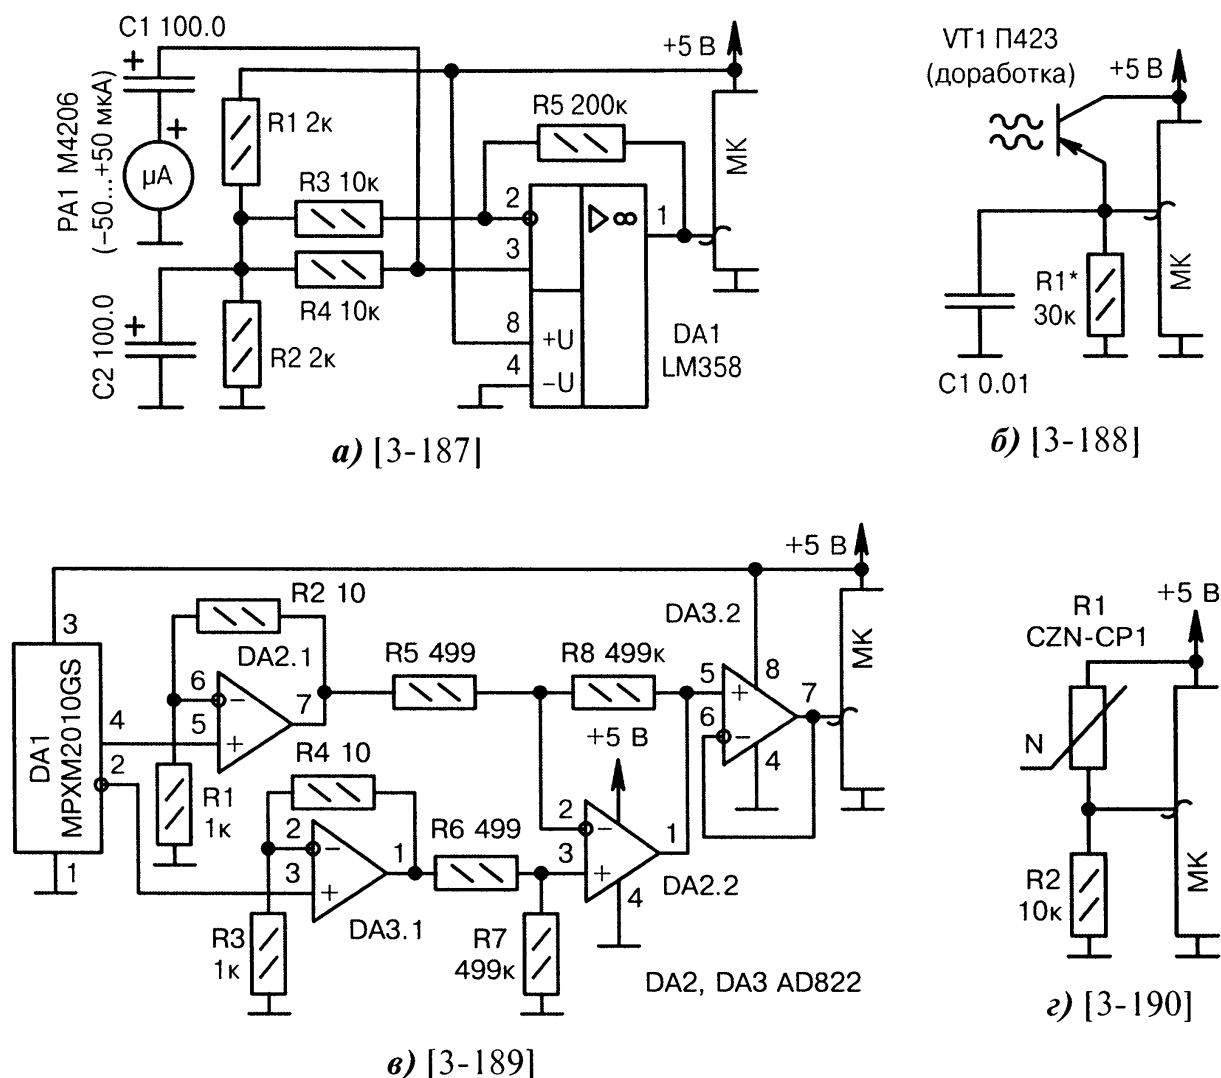 C1 100.0
+
+
PA1 M4206
(−50...+50 мкА)
µA
+5 В
R1 2к
R5 200к
МК
R3 10к
2
▷∞
1
3
R4 10к
8
+U
4
−U
DA1
LM358
+
C2 100.0
R2 2к
а) [3-187]
VT1 П423
(доработка)
+5 В
R1*
30к
МК
C1 0.01
б) [3-188]
+5 В
R2 10
DA3.2
3
DA2.1
R5 499
R8 499к
МК
DA1
MPXM2010GS
4
2
1
6
−
5
+
7
5
+
6
−
8
7
4
R1
1к
R4 10
+5 В
2
−
3
+
1
R6 499
2
−
3
+
1
4
DA2.2
R3
1к
DA3.1
R7
499к
DA2, DA3 AD822
в) [3-189]
R1
CZN-CP1
+5 В
N
R2
10к
МК
г) [3-190]